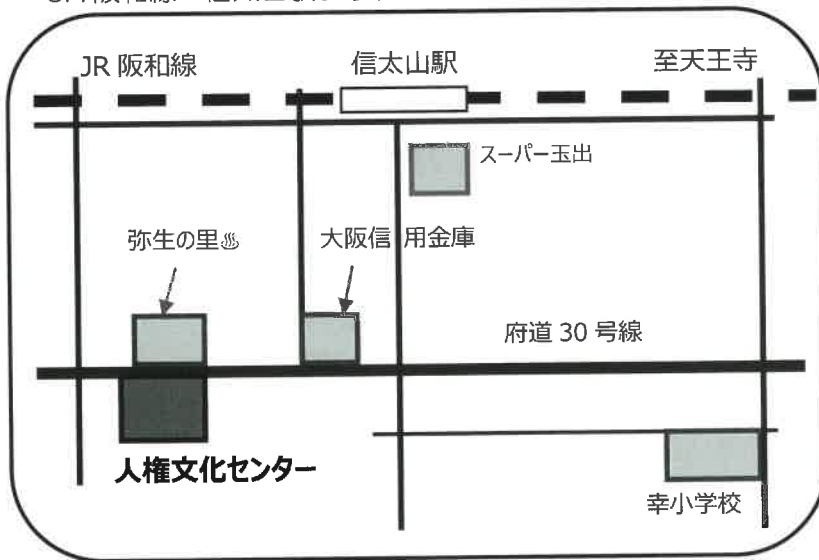 JR 阪和線
信太山駅
至天王寺
スーパー玉出
弥生の里♨
大阪信用金庫
府道 30 号線
人権文化センター
幸小学校